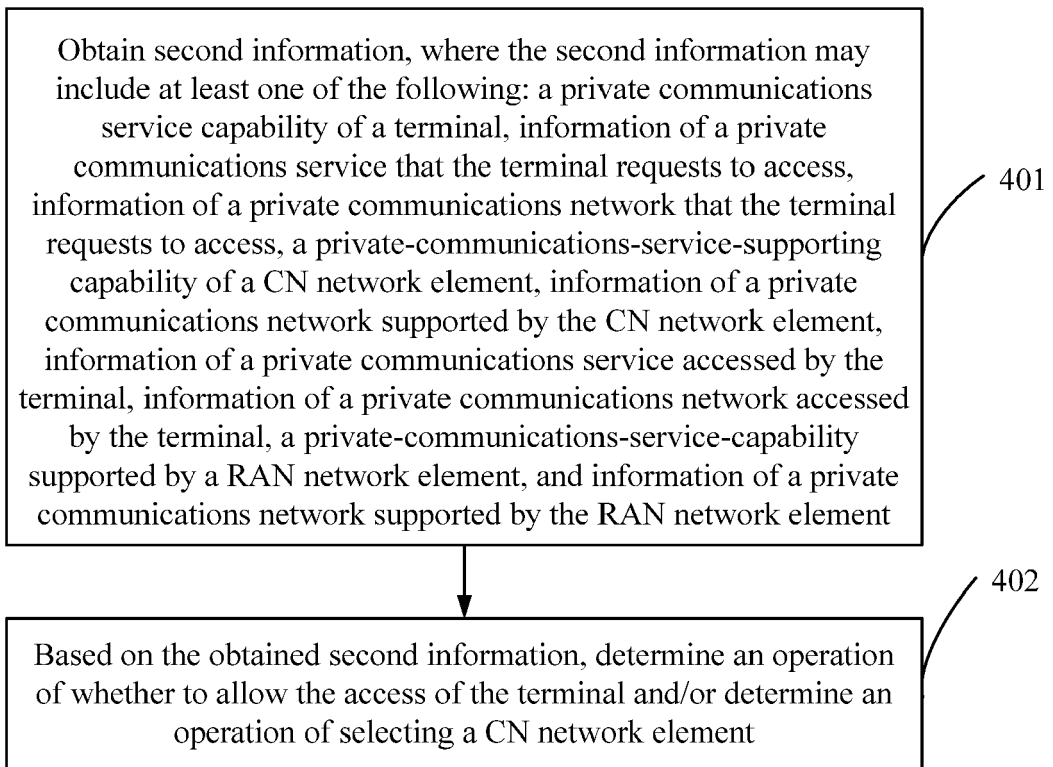 Obtain second information, where the second information may
include at least one of the following: a private communications
service capability of a terminal, information of a private
communications service that the terminal requests to access,
information of a private communications network that the terminal
requests to access, a private-communications-service-supporting
capability of a CN network element, information of a private
communications network supported by the CN network element,
information of a private communications service accessed by the
terminal, information of a private communications network accessed
by the terminal, a private-communications-service-capability
supported by a RAN network element, and information of a private
communications network supported by the RAN network element
401
Based on the obtained second information, determine an operation
of whether to allow the access of the terminal and/or determine an
operation of selecting a CN network element
402